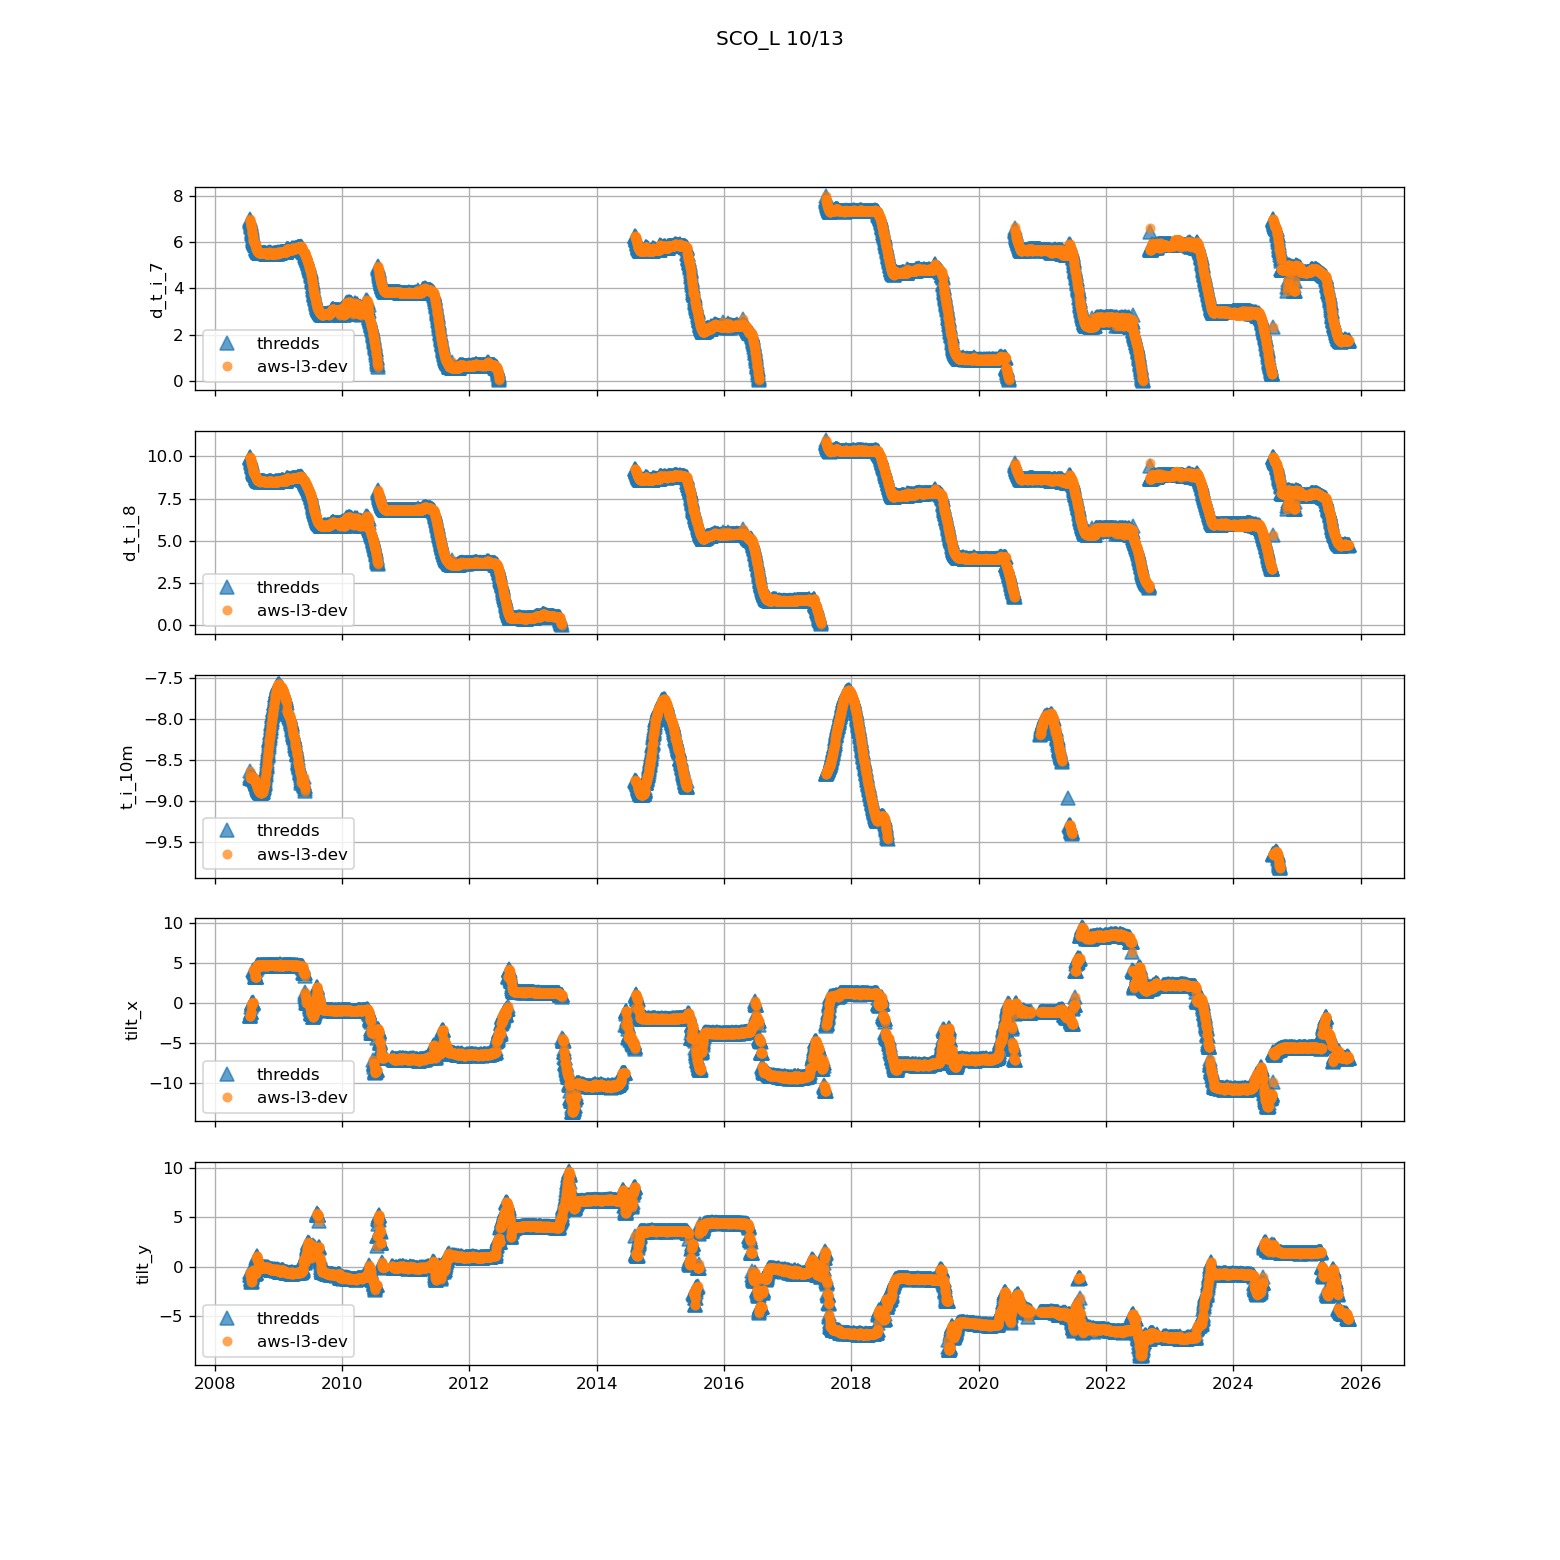 SCO_L 10/13
8
6
4
2
0
d_t_i_7
thredds
aws-l3-dev
10.0
7.5
5.0
2.5
0.0
d_t_i_8
thredds
aws-l3-dev
−7.5
−8.0
−8.5
−9.0
−9.5
t_i_10m
thredds
aws-l3-dev
10
5
0
−5
−10
tilt_x
thredds
aws-l3-dev
10
5
0
−5
tilt_y
thredds
aws-l3-dev
2008 2010 2012 2014 2016 2018 2020 2022 2024 2026